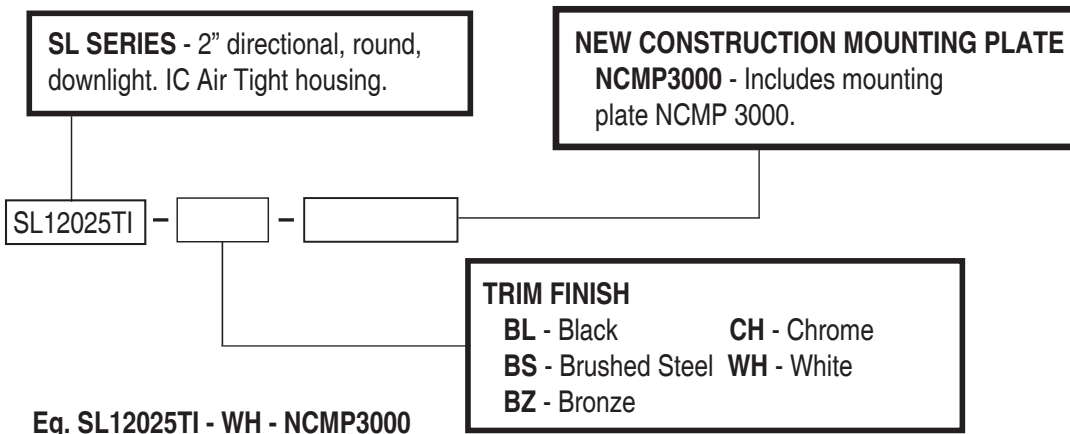 SL SERIES - 2” directional, round,
downlight. IC Air Tight housing.
NEW CONSTRUCTION MOUNTING PLATE
NCMP3000 - Includes mounting
plate NCMP 3000.
SL12025TI - -
TRIM FINISH
BL - Black CH - Chrome
BS - Brushed Steel WH - White
BZ - Bronze
Eg. SL12025TI - WH - NCMP3000